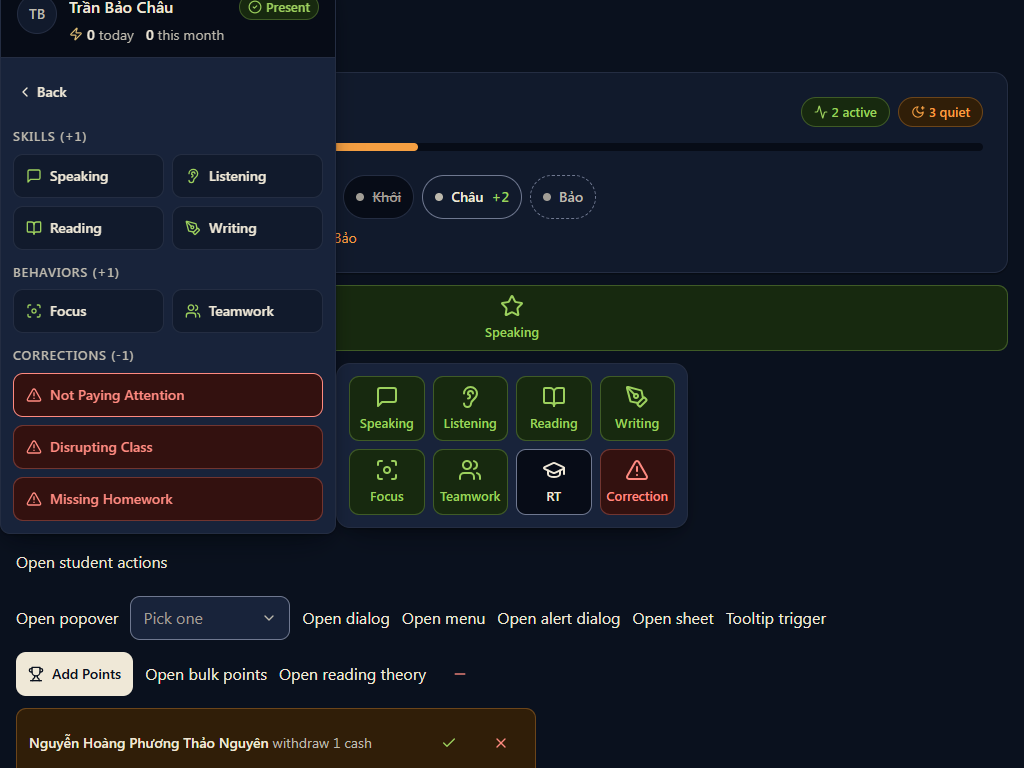 TB
Trần Bảo Châu
Present
0 today 0 this month
Back
SKILLS (+1)
Speaking
Listening
Reading
Writing
BEHAVIORS (+1)
Focus
Teamwork
CORRECTIONS (-1)
Not Paying Attention
Disrupting Class
Missing Homework
2 active
3 quiet
Khôi
Châu +2
Bảo
Bảo
Speaking
Speaking
Listening
Reading
Writing
Focus
Teamwork
RT
Correction
Open student actions
Open popover
Pick one
Open dialog
Open menu
Open alert dialog
Open sheet
Tooltip trigger
Add Points
Open bulk points
Open reading theory
Nguyễn Hoàng Phương Thảo Nguyên withdraw 1 cash